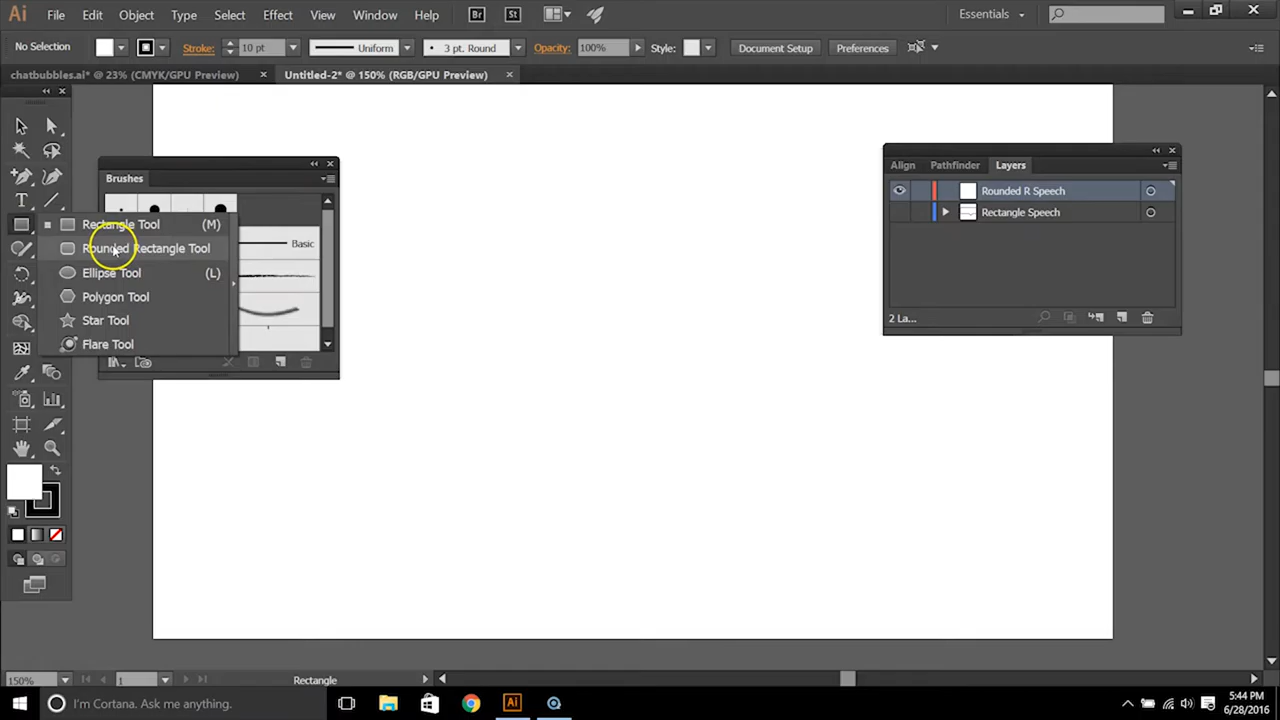 Ai File Edit Object Type Select Effect View Window Help Br St Essentials
No Selection Stroke: 10 pt Uniform 3 pt. Round Opacity: 100% Style: Document Setup Preferences
chatbubbles.ai* @ 23% (CMYK/GPU Preview) Untitled-2* @ 150% (RGB/GPU Preview)
Align Pathfinder Layers
Brushes
Rounded R Speech
Rectangle Speech
T
Rectangle Tool (M)
Basic
Rounded Rectangle Tool
Ellipse Tool (L)
Polygon Tool
Star Tool
Flare Tool
2 La...
150% 1 Rectangle
I'm Cortana. Ask me anything. Ai
5:44 PM
6/28/2016